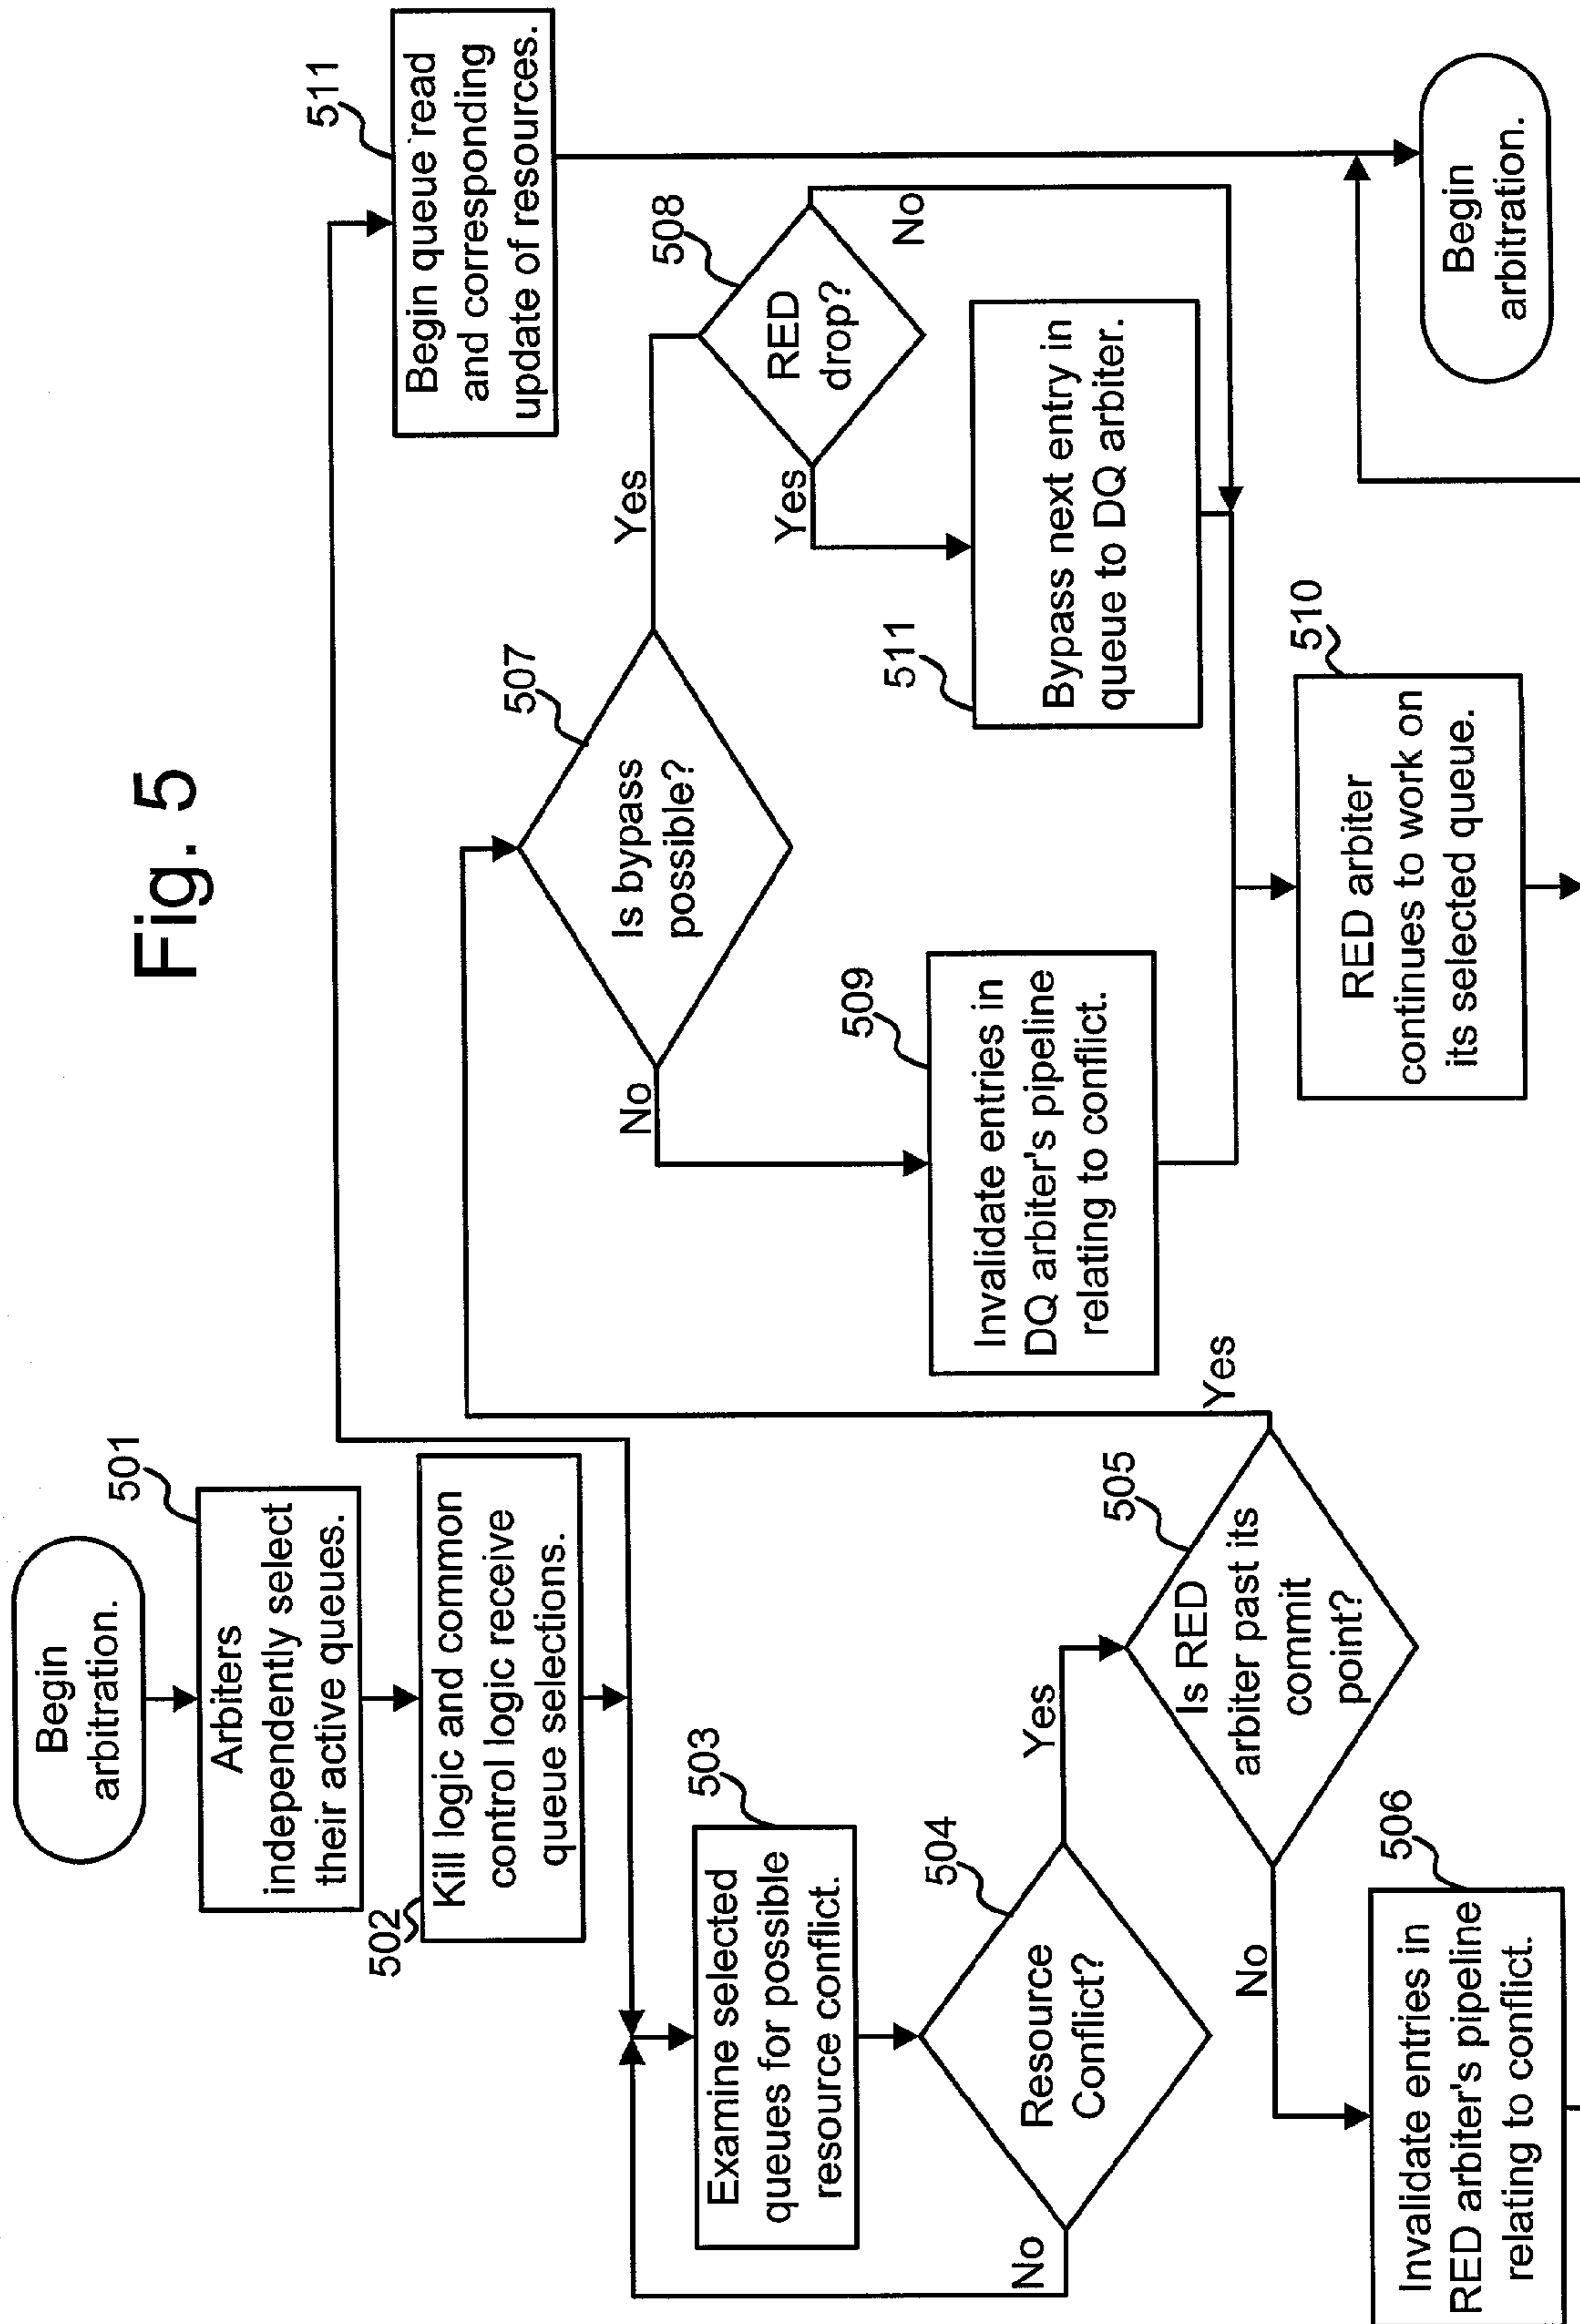 Fig. 5
Begin
arbitration.
501
Arbiters
independently select
their active queues.
502
Kill logic and common
control logic receive
queue selections.
503
Examine selected
queues for possible
resource conflict.
504
Resource
Conflict?
No
Yes
505
Is RED
arbiter past its
commit
point?
No
Yes
506
Invalidate entries in
RED arbiter's pipeline
relating to conflict.
507
Is bypass
possible?
No
Yes
509
Invalidate entries in
DQ arbiter's pipeline
relating to conflict.
508
RED
drop?
Yes
No
511
Bypass next entry in
queue to DQ arbiter.
510
RED arbiter
continues to work on
its selected queue.
511
Begin queue read
and corresponding
update of resources.
Begin
arbitration.